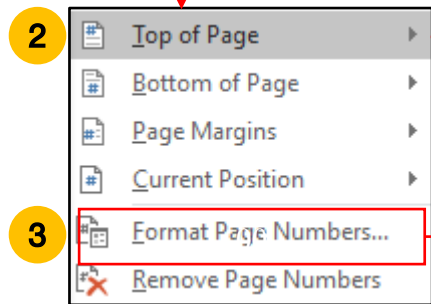 2 Top of Page
Bottom of Page
Page Margins
Current Position
3 Format Page Numbers...
Remove Page Numbers